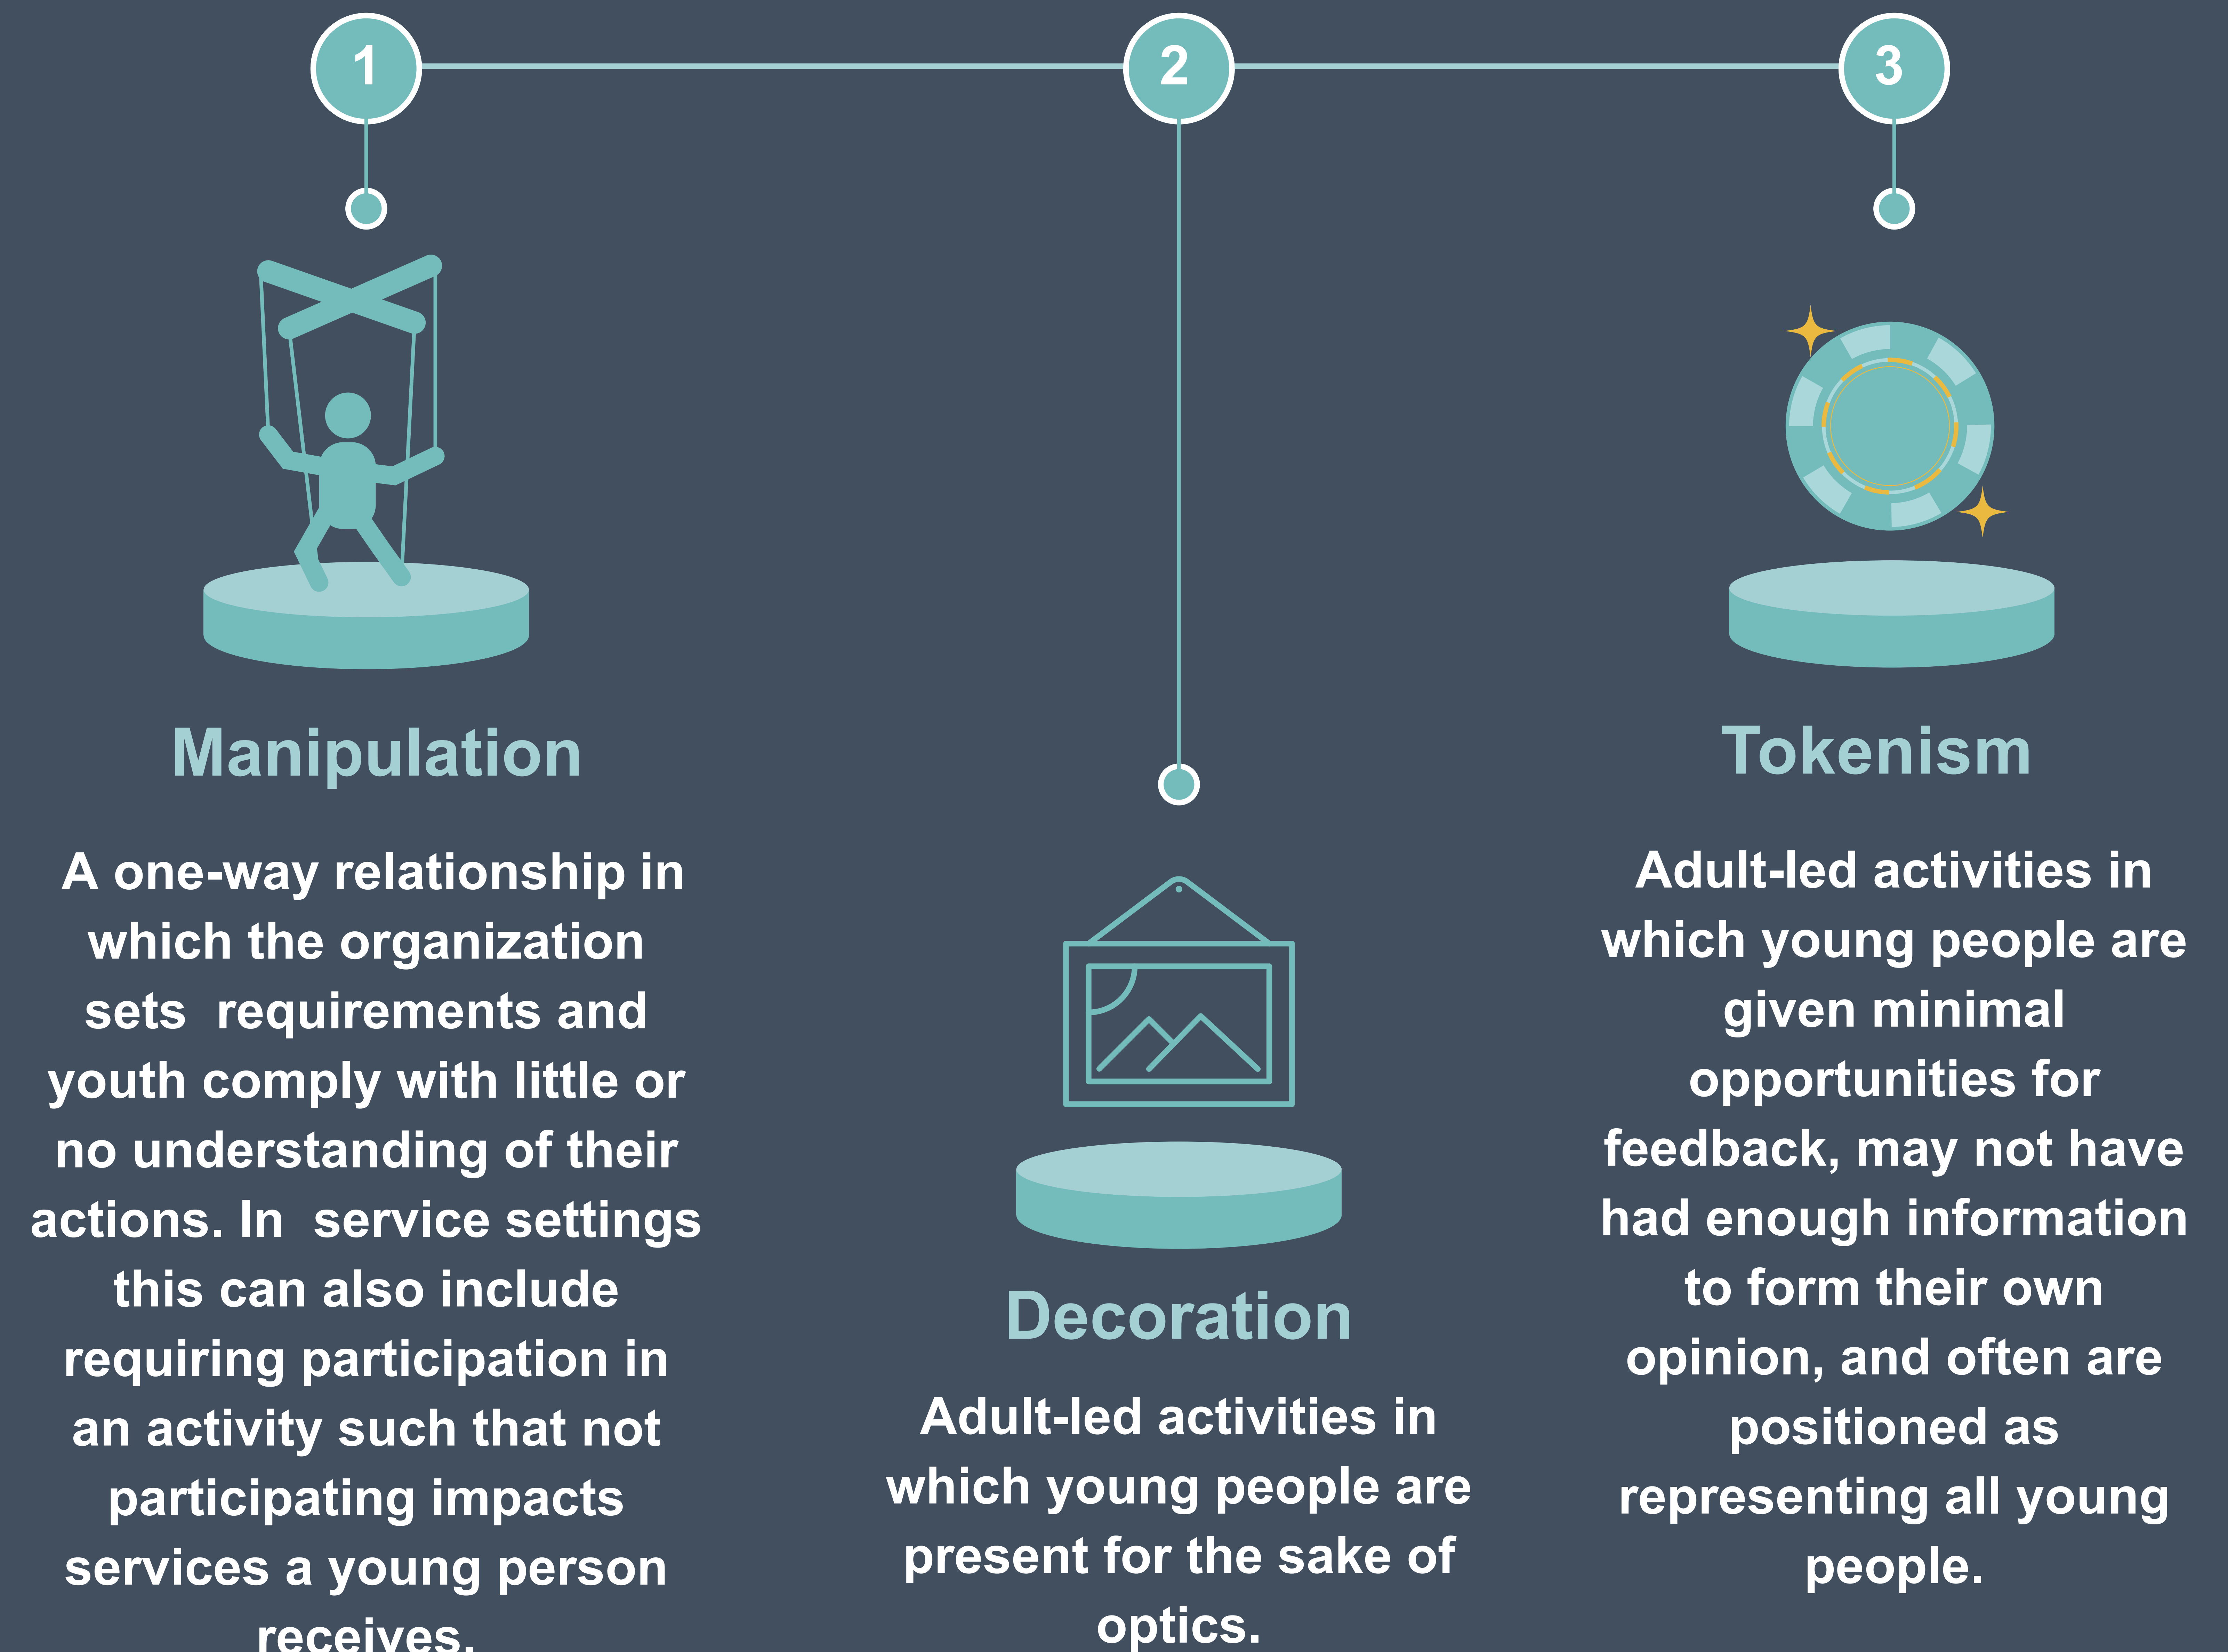 1
2
3
Manipulation
A one-way relationship in
which the organization
sets  requirements and
youth comply with little or
no understanding of their
actions. In  service settings
this can also include
requiring participation in
an activity such that not
participating impacts
services a young person
receives.
Decoration
Adult-led activities in
which young people are
present for the sake of
optics.
Tokenism
Adult-led activities in
which young people are
given minimal
opportunities for
feedback, may not have
had enough information
to form their own
opinion, and often are
positioned as
representing all young
people.